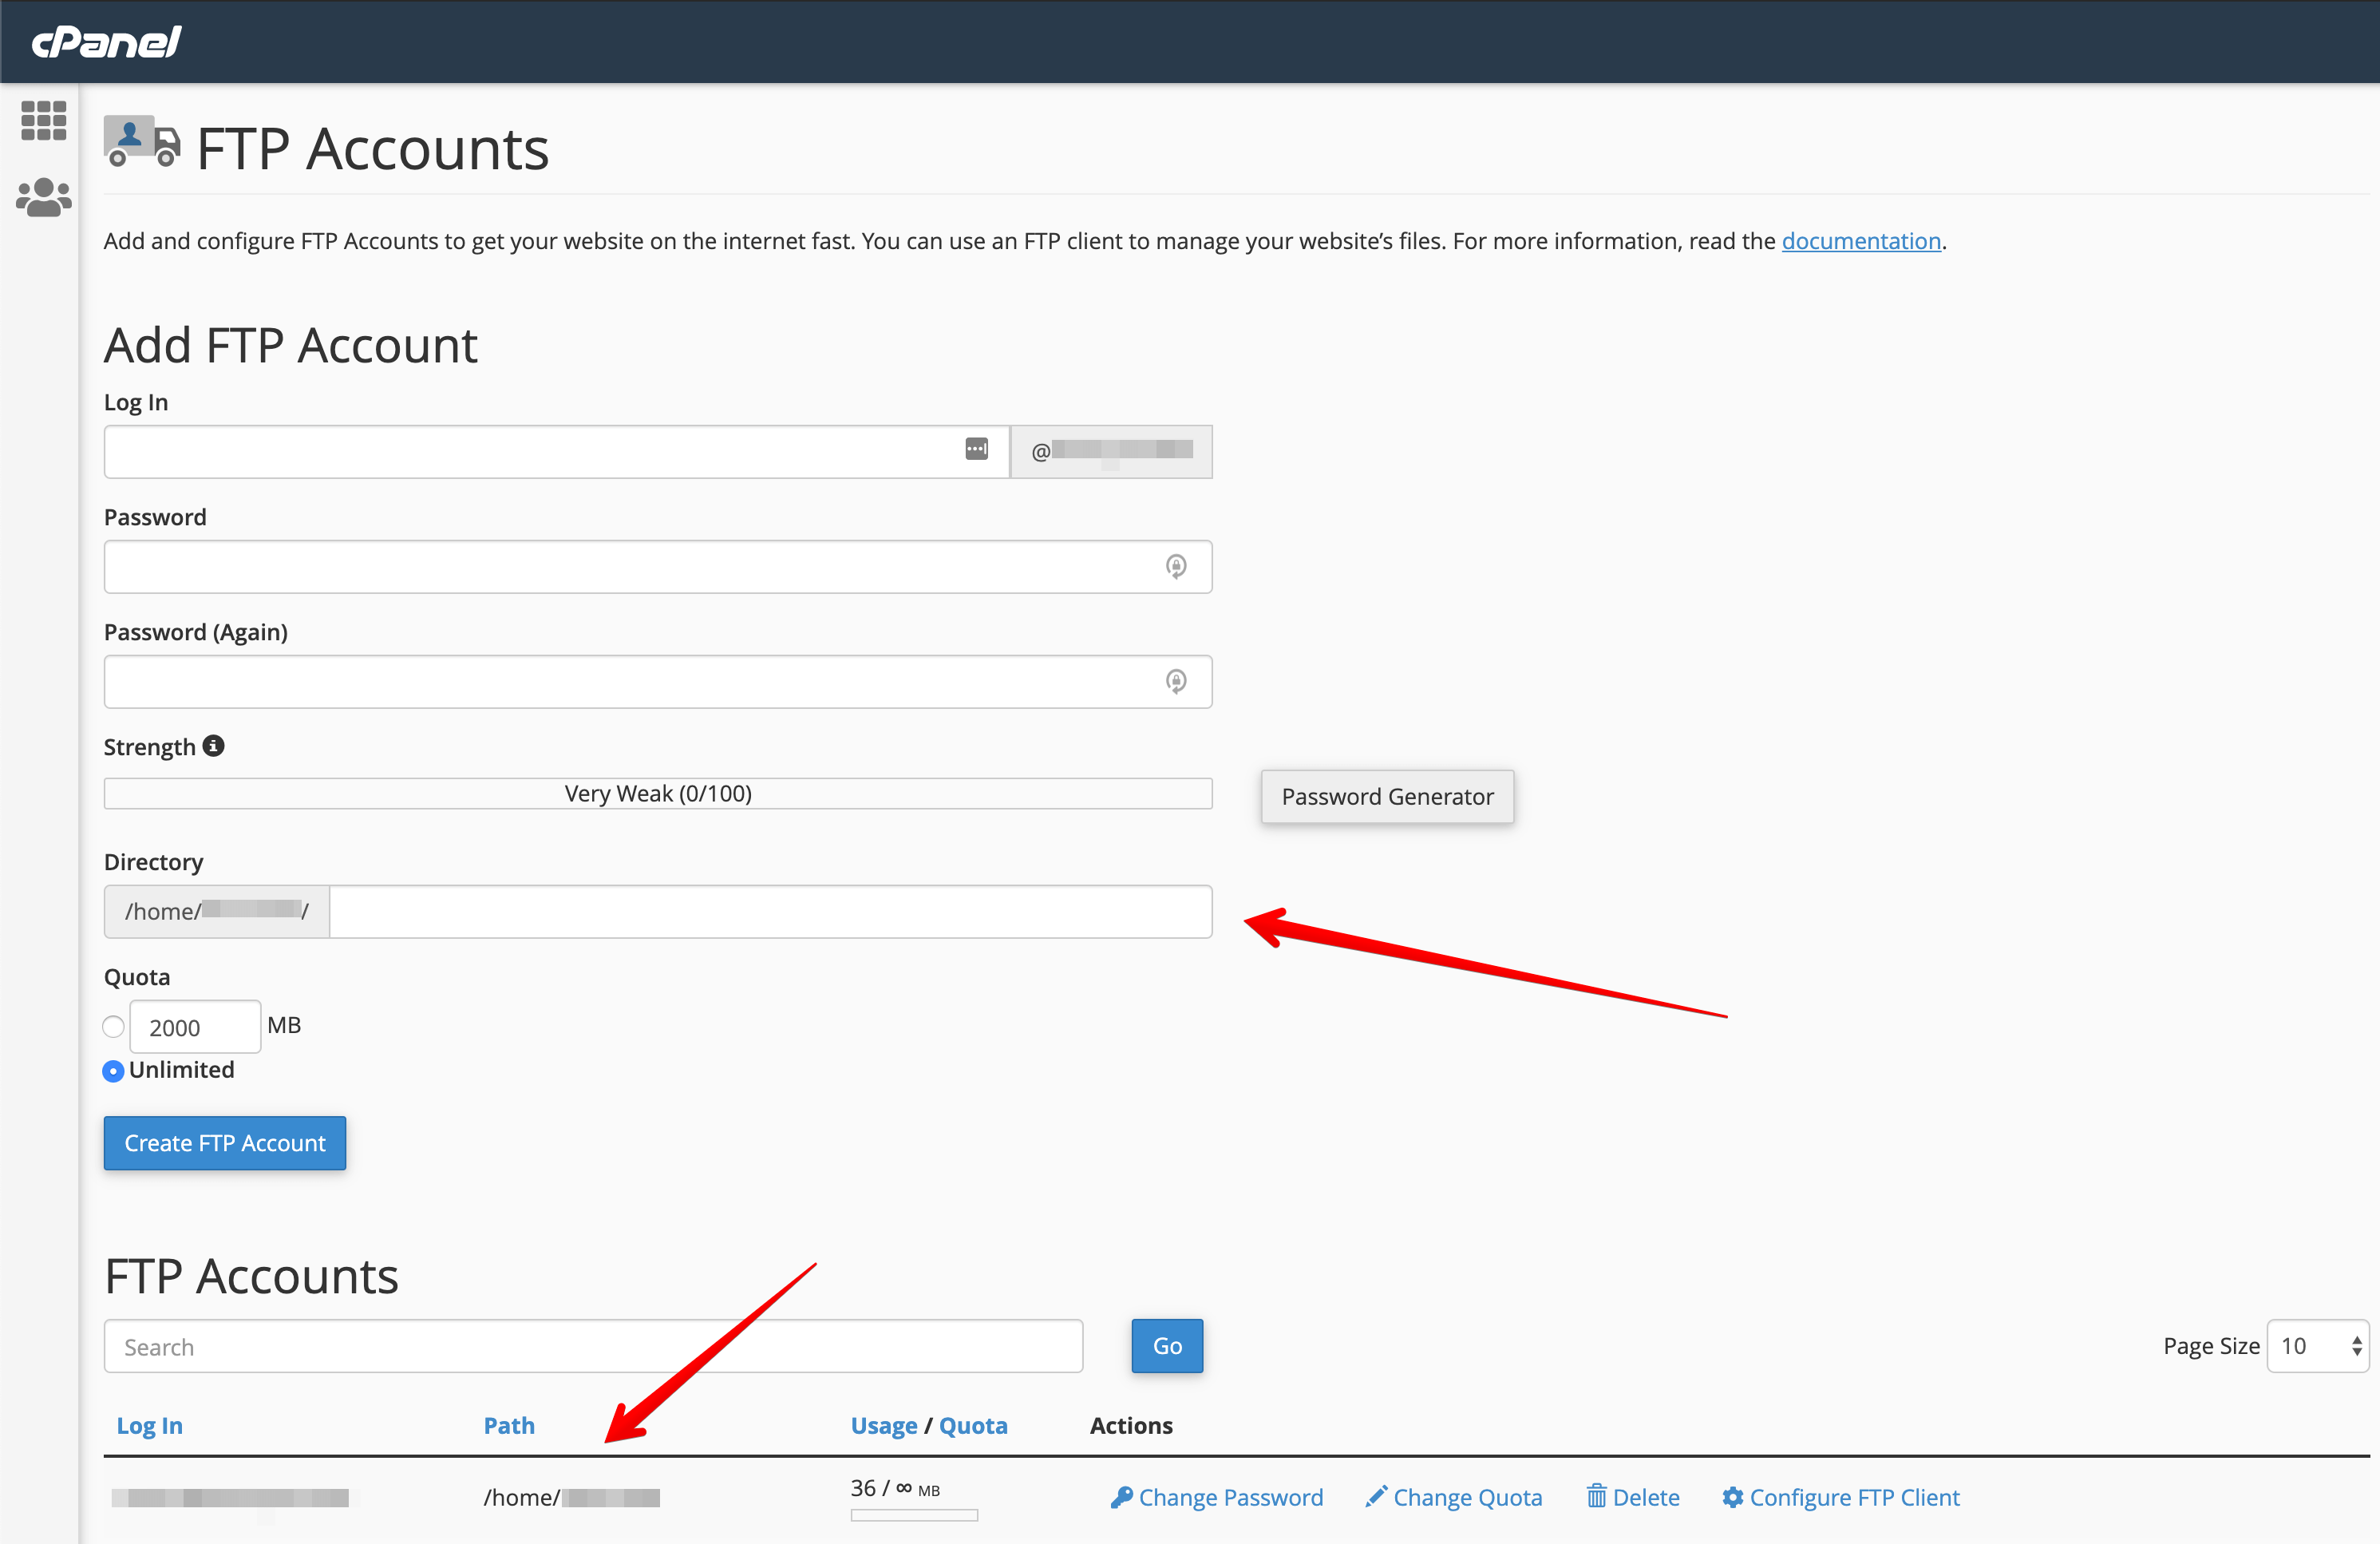 cPanel
FTP Accounts
Add and configure FTP Accounts to get your website on the internet fast. You can use an FTP client to manage your website’s files. For more information, read the documentation.
Add FTP Account
Log In
@
Password
Password (Again)
Strength
Very Weak (0/100)
Password Generator
Directory
/home/ /
Quota
2000 MB
Unlimited
Create FTP Account
FTP Accounts
Search Go Page Size 10
Log In Path Usage / Quota Actions
/home/ 36 / ∞ MB Change Password Change Quota Delete Configure FTP Client